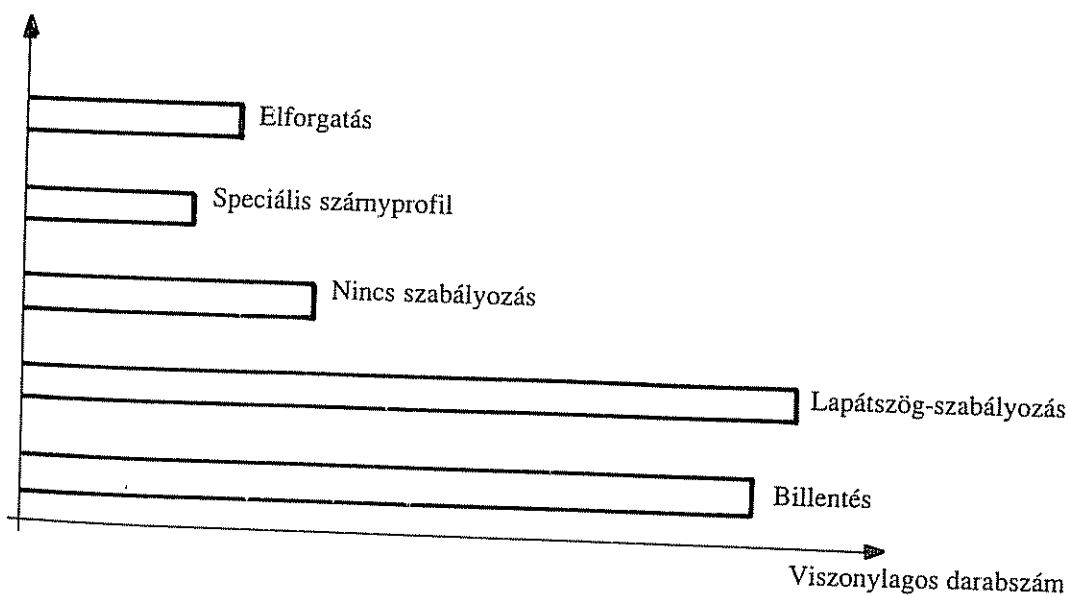 Elforgatás
Speciális szárnyprofil
Nincs szabályozás
Lapátszög-szabályozás
Billentés
Viszonylagos darabszám